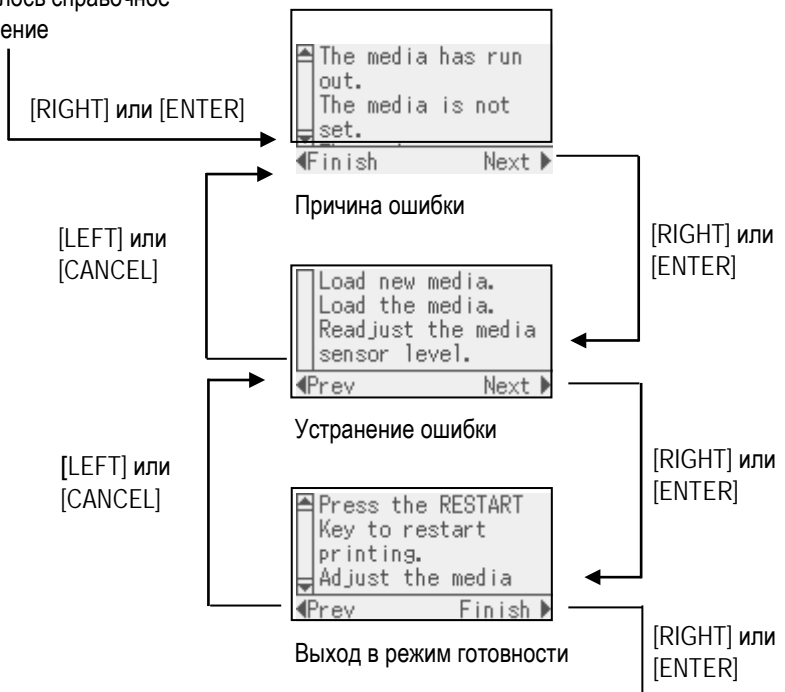 ение
The media has run
out.
The media is not
set.
Finish Next
[RIGHT] или [ENTER]
Причина ошибки
[LEFT] или
[CANCEL]
[RIGHT] или
[ENTER]
Load new media.
Load the media.
Readjust the media
sensor level.
Prev Next
Устранение ошибки
[LEFT] или
[CANCEL]
[RIGHT] или
[ENTER]
Press the RESTART
Key to restart
printing.
Adjust the media
Prev Finish
Выход в режим готовности
[RIGHT] или
[ENTER]